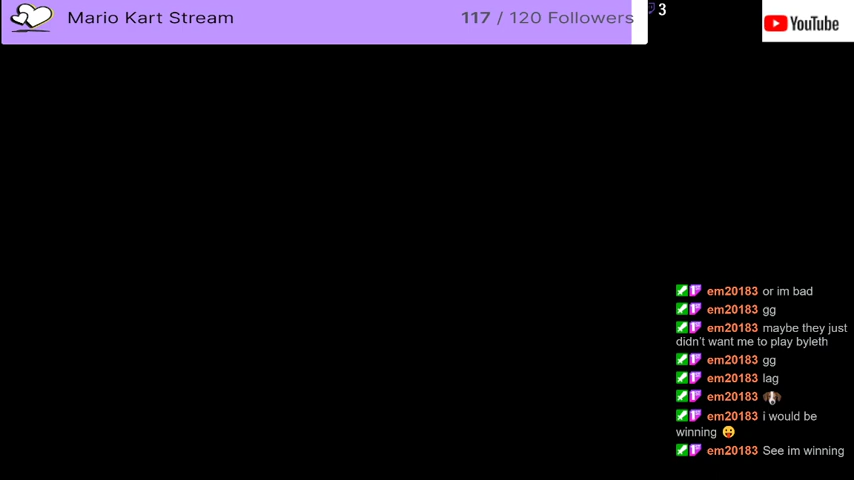 Mario Kart Stream 117 / 120 Followers 3 YouTube
em20183 or im bad
em20183 gg
em20183 maybe they just
didn't want me to play byleth
em20183 gg
em20183 lag
em20183
em20183 i would be
winning 😛
em20183 See im winning